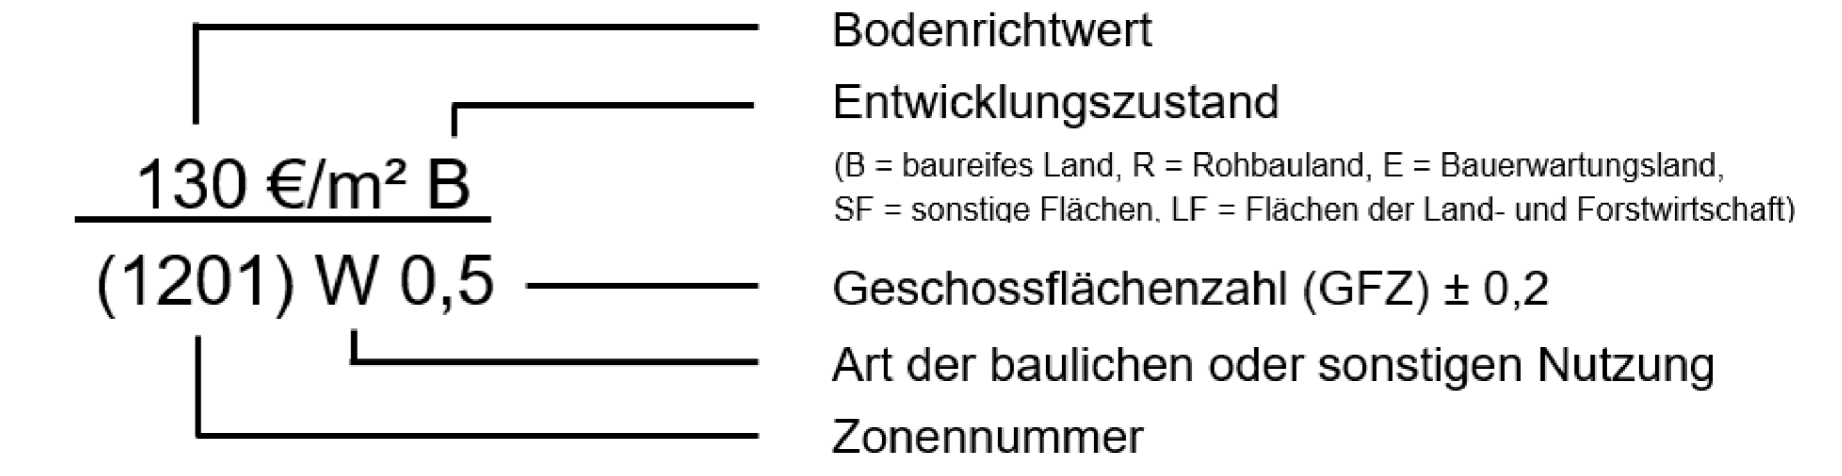 Bodenrichtwert
Entwicklungszustand
130 €/m² B
(B = baureifes Land, R = Rohbauland, E = Bauerwartungsland,
SF = sonstige Flächen, LF = Flächen der Land- und Forstwirtschaft)
(1201) W 0,5
Geschossflächenzahl (GFZ) ± 0,2
Art der baulichen oder sonstigen Nutzung
Zonennummer